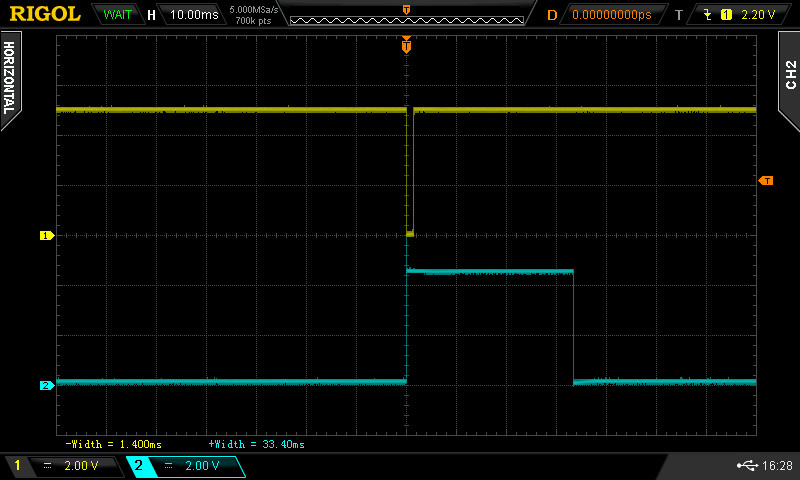 RIGOL WAIT H 10.00ms 5.000MSa/s 700k pts T D 0.00000000ps T 1 2.20 V
HORIZONTAL
CH2
T
T
1
2
-Width = 1.400ms +Width = 33.40ms
1 2.00 V 2 2.00 V 16:28